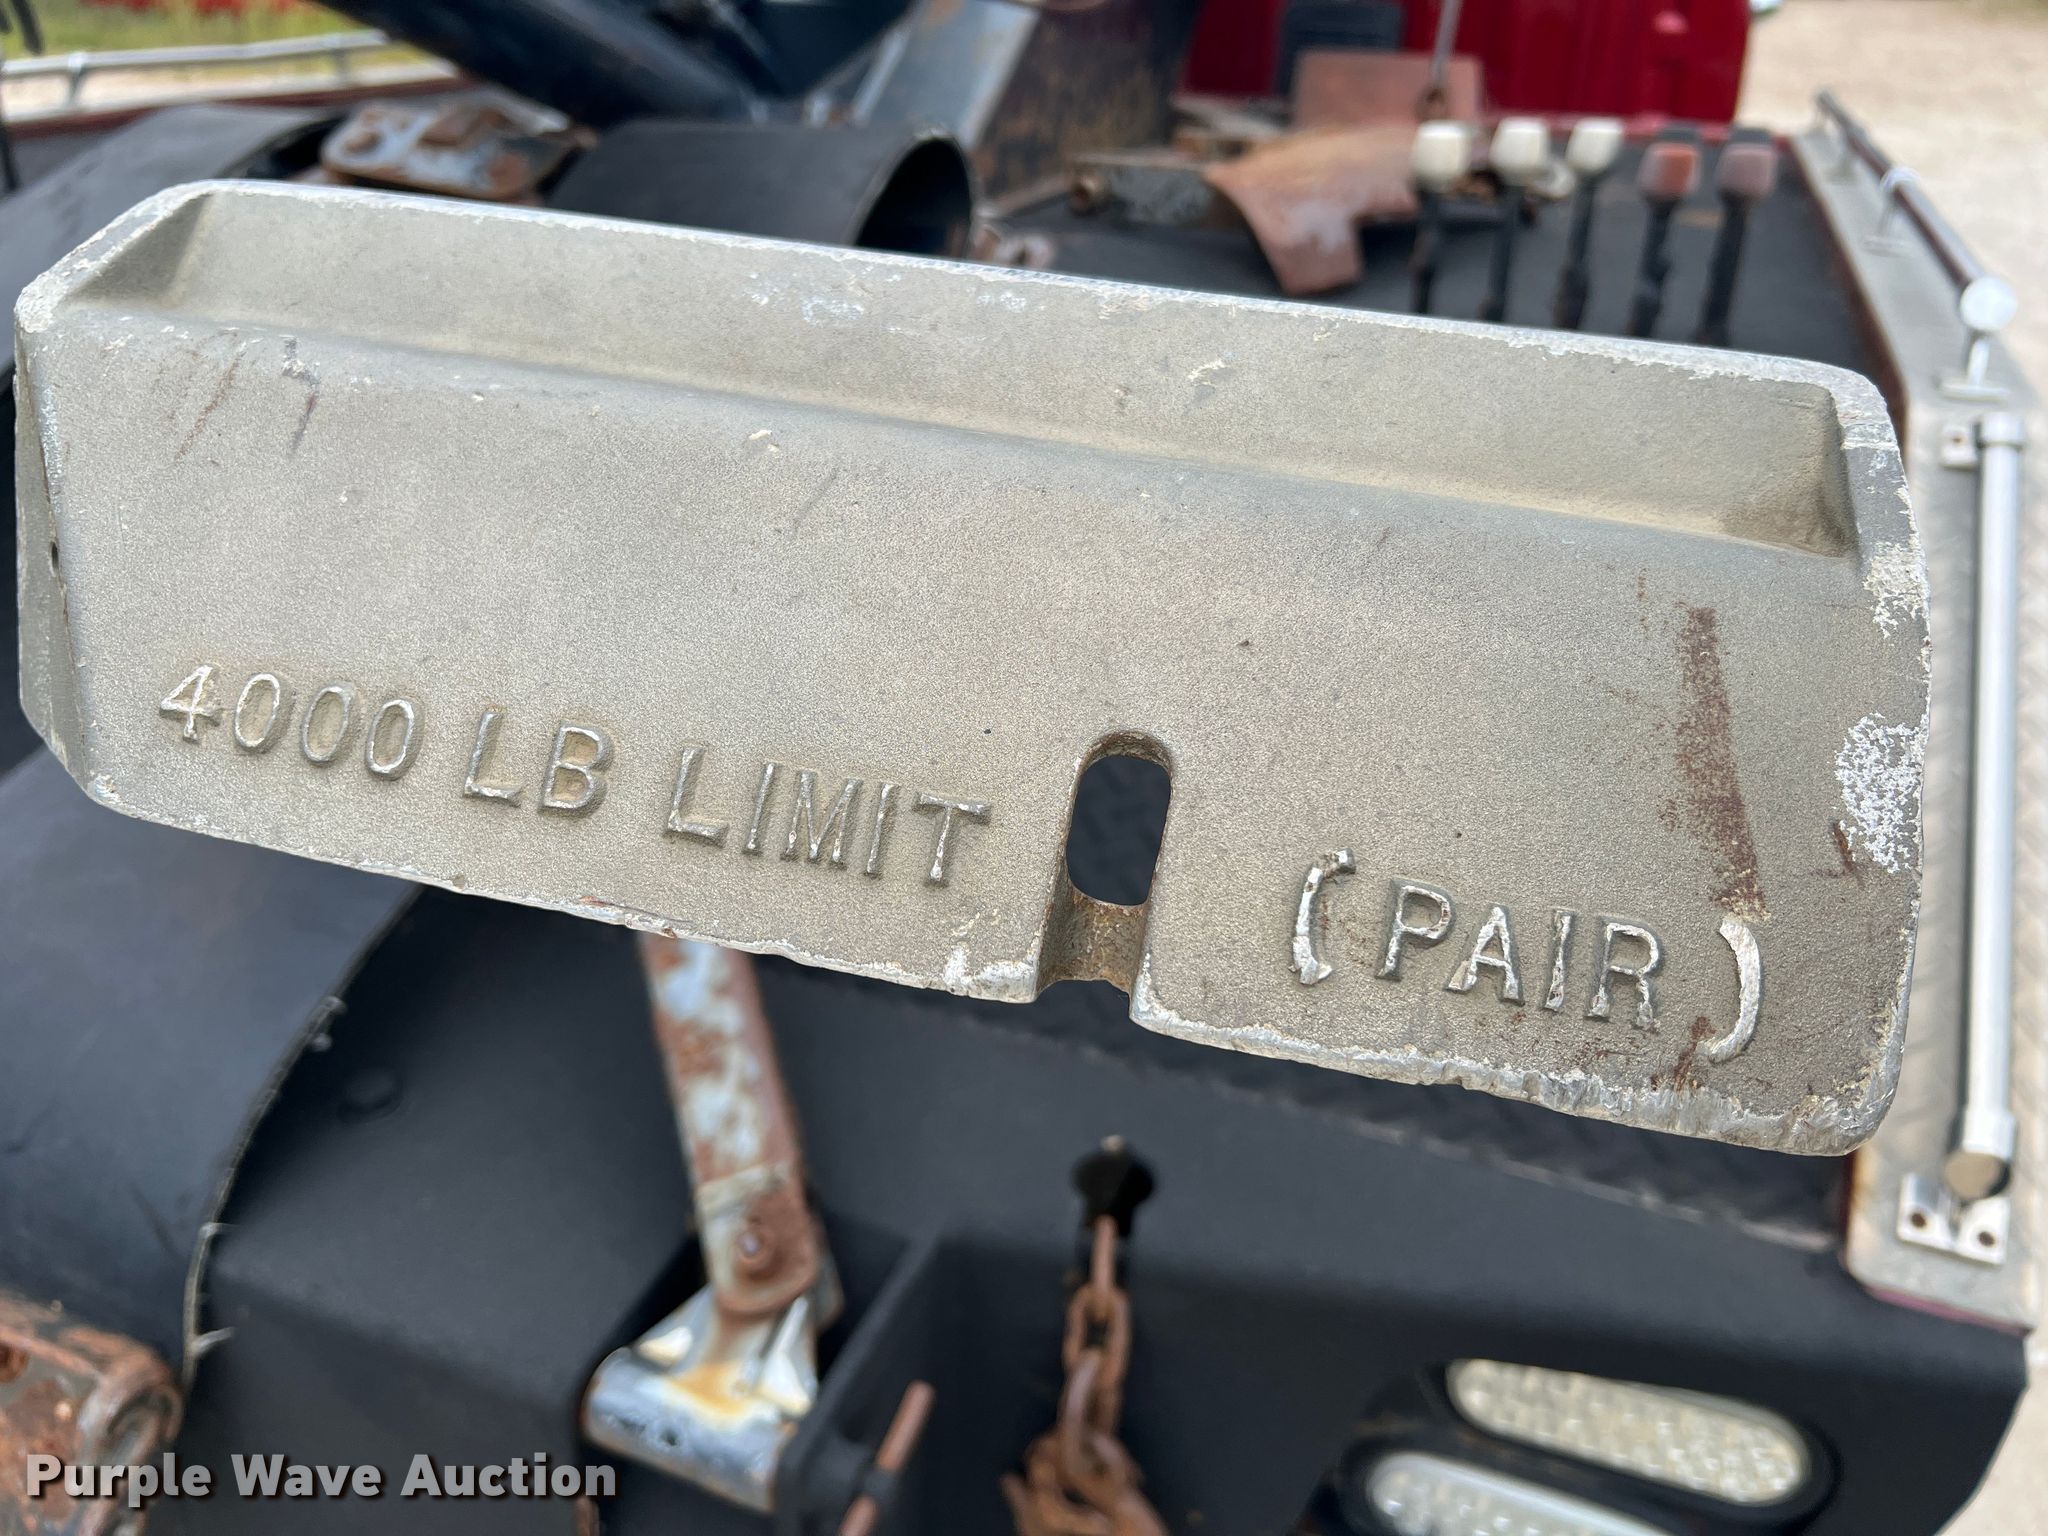 4000 LB LIMIT (PAIR)
Purple Wave Auction